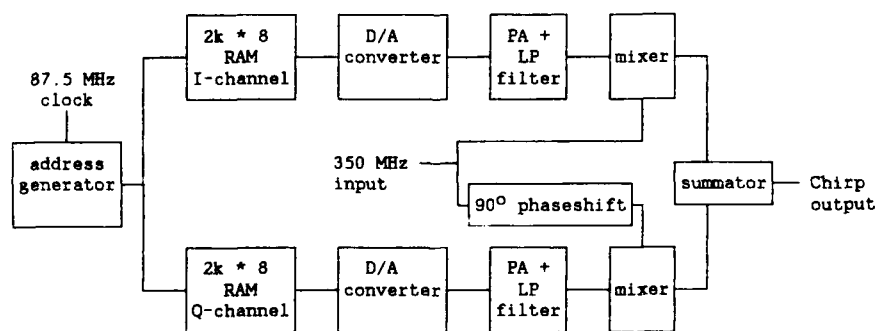 2k * 8
RAM
I-channel
D/A
converter
PA +
LP
filter
mixer
87.5 MHz
clock
address
generator
350 MHz
input
90° phaseshift
summator
Chirp
output
2k * 8
RAM
Q-channel
D/A
converter
PA +
LP
filter
mixer